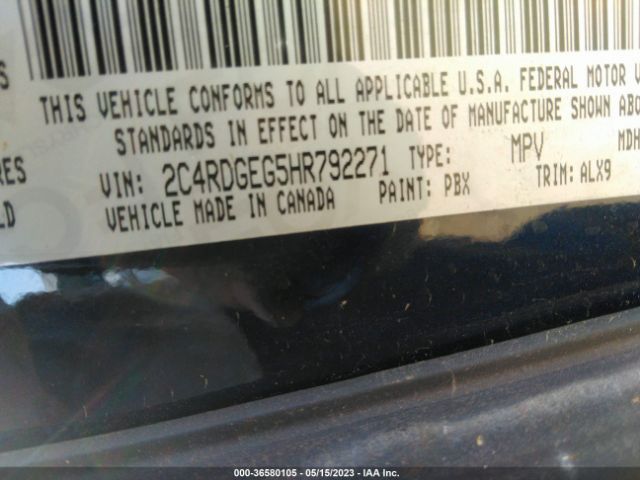 THIS VEHICLE CONFORMS TO ALL APPLICABLE U.S.A. FEDERAL MOTOR
STANDARDS IN EFFECT ON THE DATE OF MANUFACTURE SHOWN
VIN: 2C4RDGEG5HR792271 TYPE: MPV MDH
VEHICLE MADE IN CANADA PAINT: PBX TRIM: ALX9
000-36580105 - 05/15/2023 - IAA Inc.